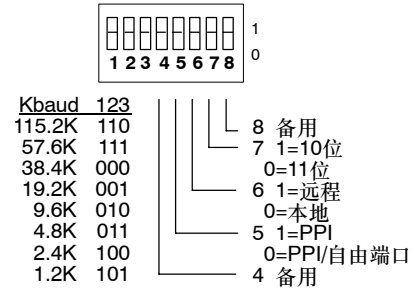 1
1 2 3 4 5 6 7 8 0
Kbaud 123
115.2K 110
57.6K 111
38.4K 000
19.2K 001
9.6K 010
4.8K 011
2.4K 100
1.2K 101
8 备用
7 1=10位
0=11位
6 1=远程
0=本地
5 1=PPI
0=PPI/自由端口
4 备用